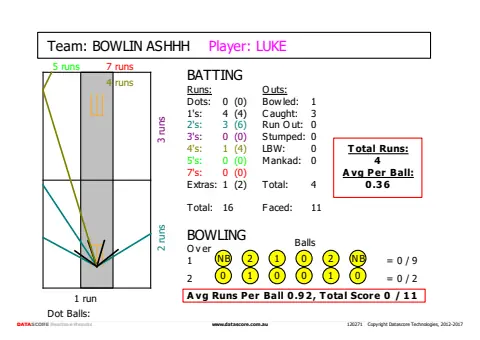 Team: BOWLIN ASHHH Player: LUKE
5 runs 7 runs
4 runs
3 runs
2 runs
1 run
Dot Balls:
BATTING
Runs: Outs:
Dots: 0 (0) Bowled: 1
1's: 4 (4) Caught: 3
2's: 3 (6) Run Out: 0
3's: 0 (0) Stumped: 0
4's: 1 (4) LBW: 0
5's: 0 (0) Mankad: 0
7's: 0 (0)
Extras: 1 (2) Total: 4
Total: 16 Faced: 11
Total Runs:
4
Avg Per Ball:
0.36
BOWLING
Over Balls
1 NB 2 1 0 2 NB = 0 / 9
2 0 1 0 0 1 0 = 0 / 2
Avg Runs Per Ball 0.92, Total Score 0 / 11
DATASCORE Realtime Results www.datascore.com.au 130271 Copyright Datascore Technologies, 2012-2017